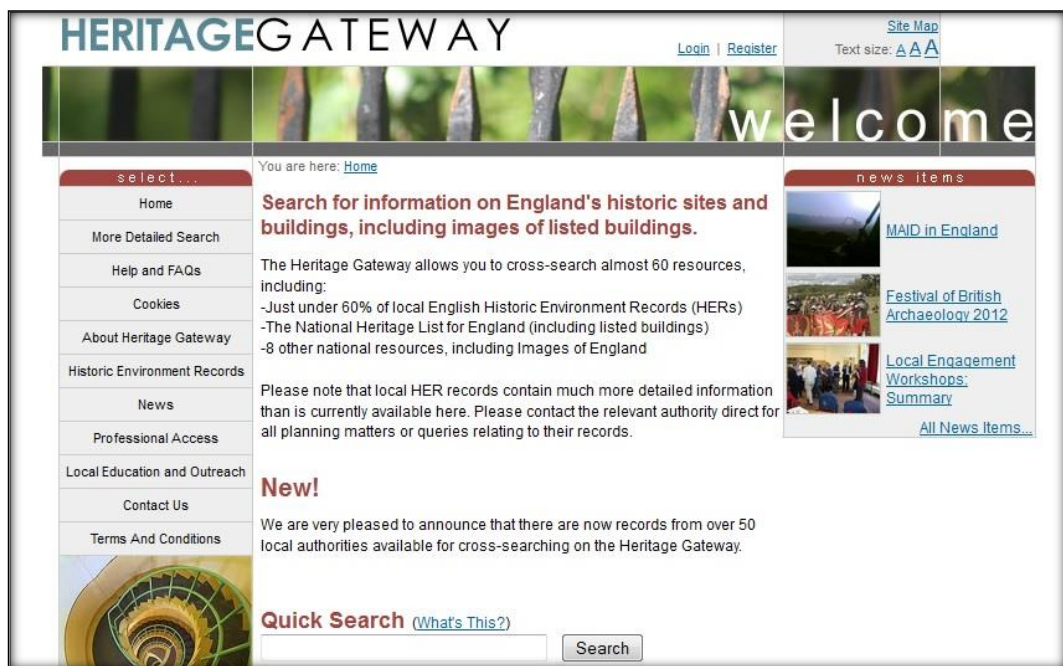 HERITAGEGATEWAY
Login | Register
Site Map
Text size: A A A
welcome
select...
Home
More Detailed Search
Help and FAQs
Cookies
About Heritage Gateway
Historic Environment Records
News
Professional Access
Local Education and Outreach
Contact Us
Terms And Conditions
You are here: Home
Search for information on England's historic sites and
buildings, including images of listed buildings.
The Heritage Gateway allows you to cross-search almost 60 resources,
including:
-Just under 60% of local English Historic Environment Records (HERs)
-The National Heritage List for England (including listed buildings)
-8 other national resources, including Images of England
Please note that local HER records contain much more detailed information
than is currently available here. Please contact the relevant authority direct for
all planning matters or queries relating to their records.
New!
We are very pleased to announce that there are now records from over 50
local authorities available for cross-searching on the Heritage Gateway.
Quick Search (What's This?)
Search
news items
MAID in England
Festival of British
Archaeology 2012
Local Engagement
Workshops:
Summary
All News Items...